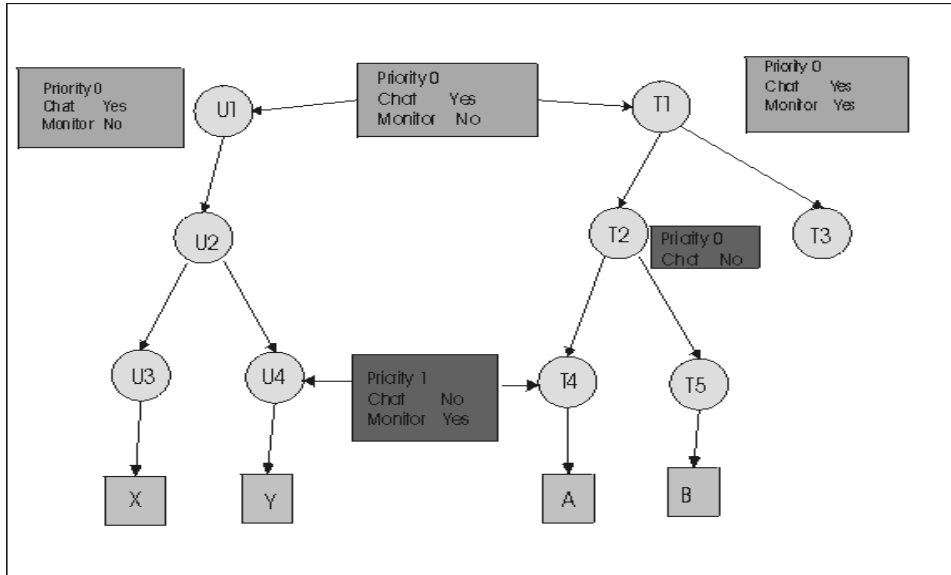 Priority 0
Chat Yes
Monitor No
U1
Priority 0
Chat Yes
Monitor No
T1
Priority 0
Chat Yes
Monitor Yes
U2
T2
Priority 0
Chat No
T3
U3
U4
Priority 1
Chat No
Monitor Yes
T4
T5
X
Y
A
B